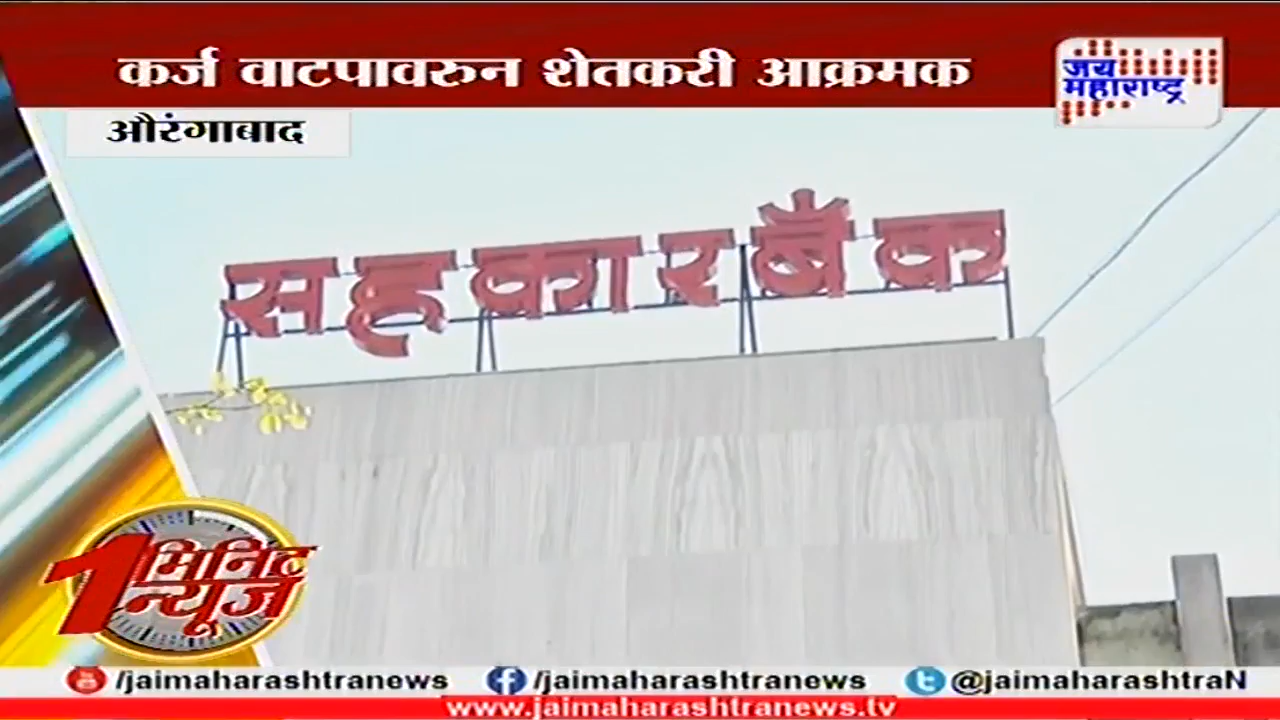 कर्ज वाटपावरुन शेतकरी आक्रमक
जय
महाराष्ट्र
औरंगाबाद
सहकार बँक
1 मिनिट
न्यूज
/jaimaharashtranews /jaimaharashtranews @jaimaharashtraN
www.jaimaharashtranews.tv